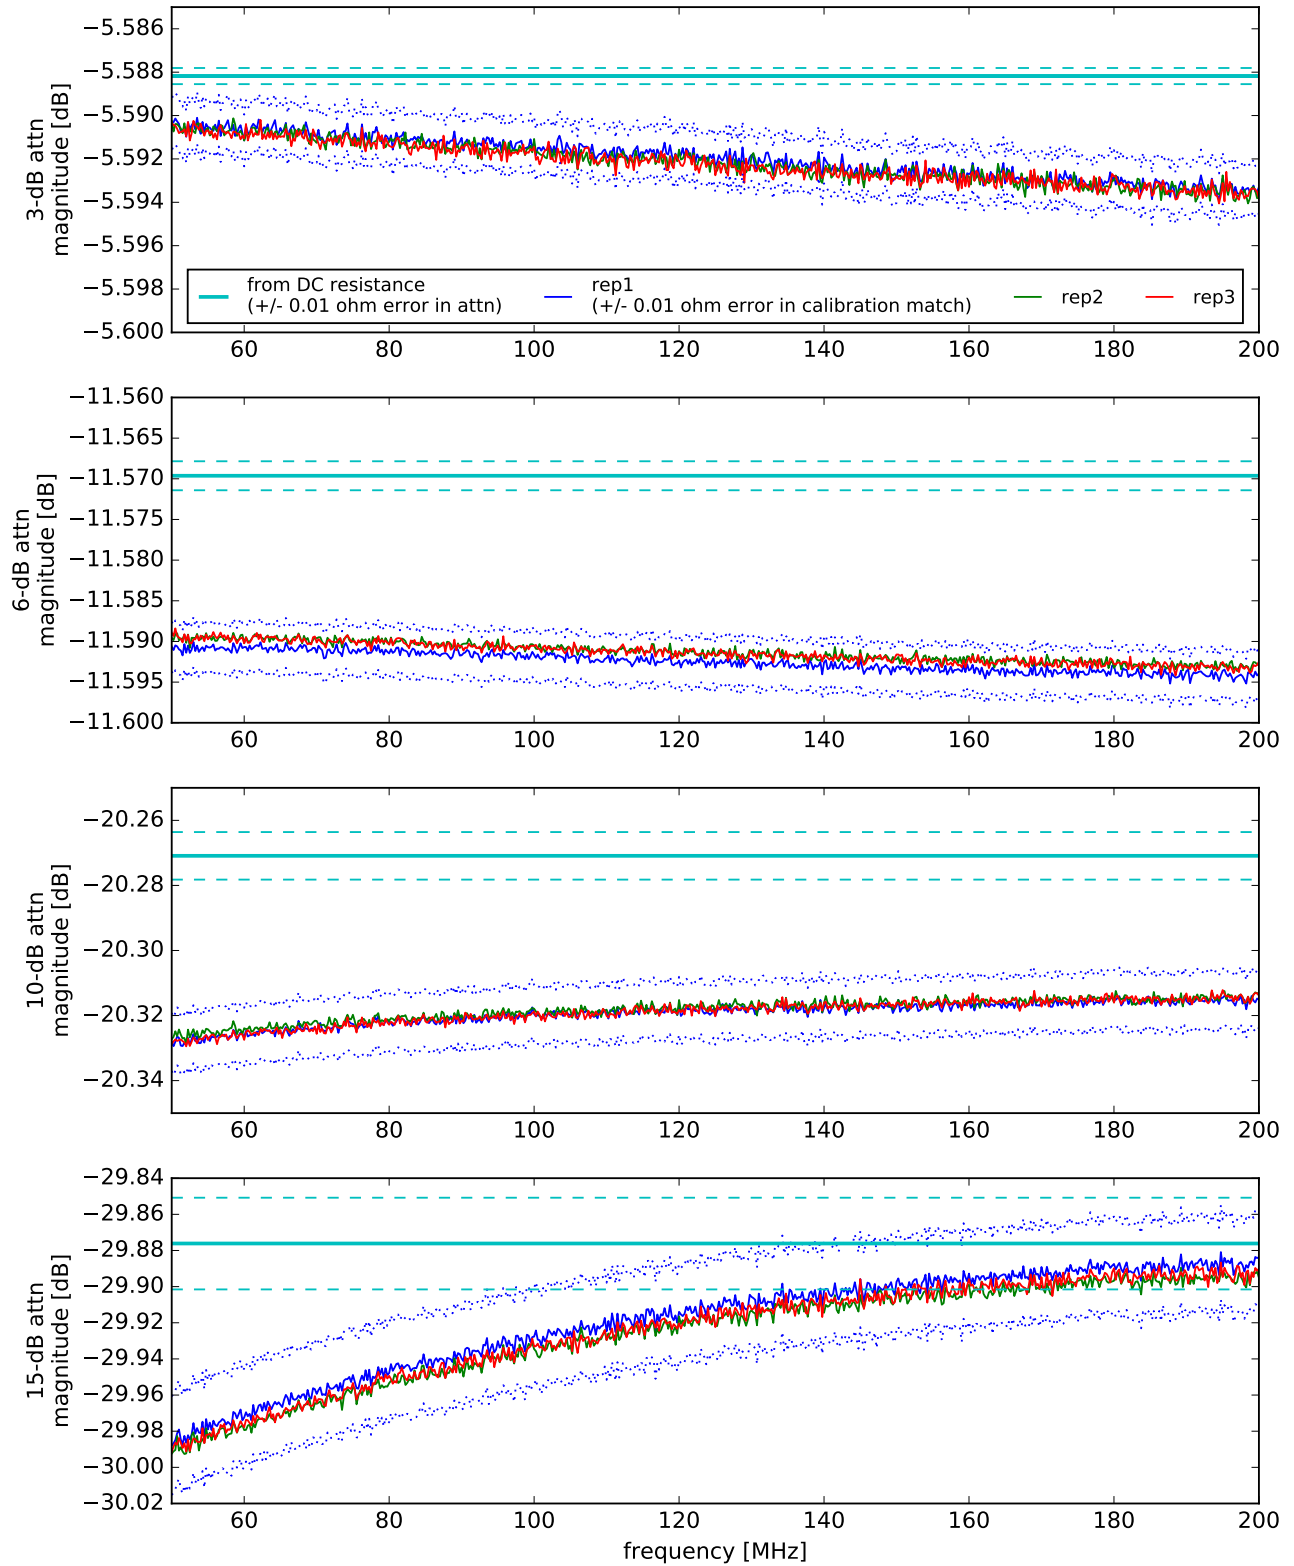 −5.586
−5.588
−5.590
−5.592
−5.594
−5.596
−5.598
−5.600
3-dB attn
magnitude [dB]
from DC resistance
(+/- 0.01 ohm error in attn)
rep1
(+/- 0.01 ohm error in calibration match)
rep2
rep3
60 80 100 120 140 160 180 200
−11.560
−11.565
−11.570
−11.575
−11.580
−11.585
−11.590
−11.595
−11.600
6-dB attn
magnitude [dB]
60 80 100 120 140 160 180 200
−20.26
−20.28
−20.30
−20.32
−20.34
10-dB attn
magnitude [dB]
60 80 100 120 140 160 180 200
−29.84
−29.86
−29.88
−29.90
−29.92
−29.94
−29.96
−29.98
−30.00
−30.02
15-dB attn
magnitude [dB]
60 80 100 120 140 160 180 200
frequency [MHz]